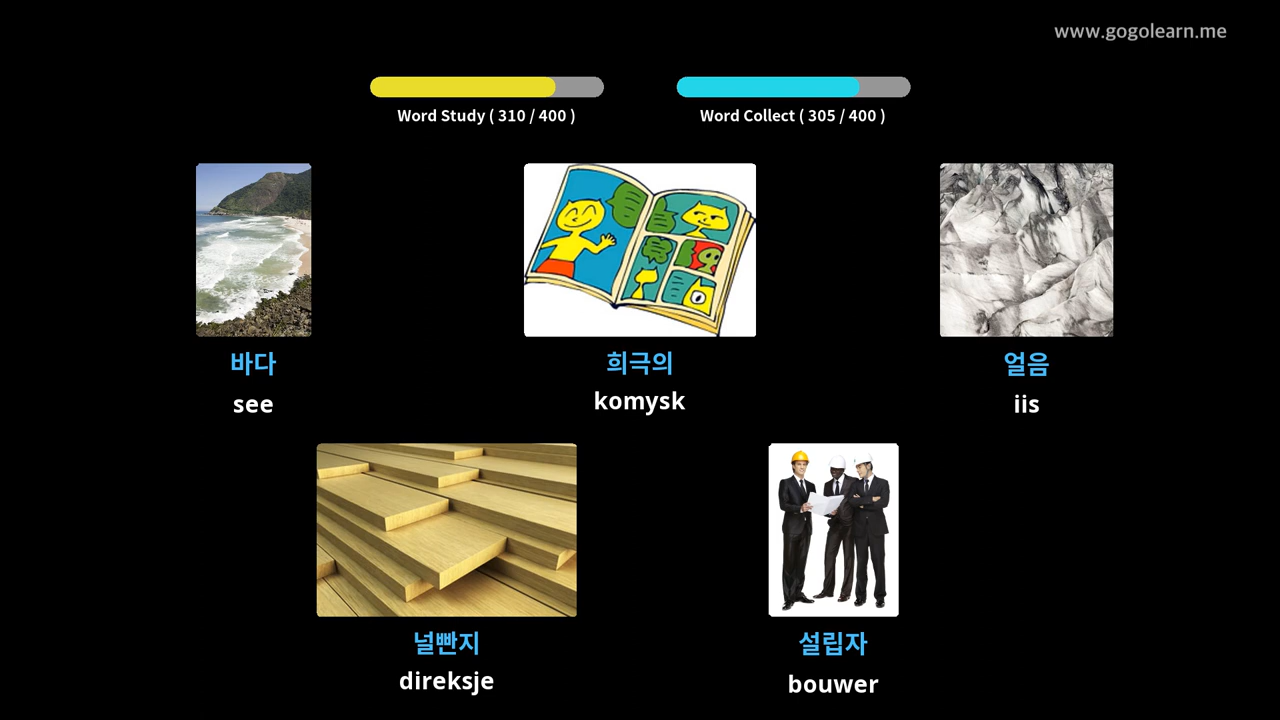 www.gogolearn.me
Word Study ( 310 / 400 )
Word Collect ( 305 / 400 )
바다
희극의
얼음
see
komysk
iis
널빤지
설립자
direksje
bouwer